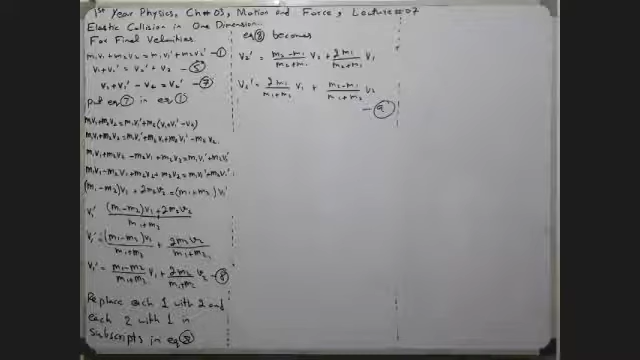 1st Year Physics, Ch#03, Motion and Force, Lecture#07
Elastic Collision in One Dimension.
For Final Velocities.
m₁v₁+m₂v₂=m₁v₁'+m₂v₂' —①
v₁+v₁'=v₂'+v₂ —⑤
v₁+v₁'-v₂=v₂' —⑦
put eq⑦ in eq①
m₁v₁+m₂v₂=m₁v₁'+m₂(v₁+v₁'-v₂)
m₁v₁+m₂v₂=m₁v₁'+m₂v₁+m₂v₁'-m₂v₂
m₁v₁+m₂v₂-m₂v₁+m₂v₂=m₁v₁'+m₂v₁'
m₁v₁-m₂v₁+m₂v₂+m₂v₂=m₁v₁'+m₂v₁'
(m₁-m₂)v₁+2m₂v₂=(m₁+m₂)v₁'
v₁' (m₁-m₂)v₁+2m₂v₂/m₁+m₂
v₁'=(m₁-m₂)v₁/m₁+m₂ + 2m₂v₂/m₁+m₂
v₁'=m₁-m₂/m₁+m₂ v₁+2m₂/m₁+m₂ v₂ —⑧
Replace each 1 with 2 and
each 2 with 1 in
subscripts in eq⑧
eq⑧ becomes
v₂'=m₂-m₁/m₂+m₁ v₂+2m₁/m₂+m₁ v₁
v₂'=2m₁/m₁+m₂ v₁ + m₂-m₁/m₁+m₂ v₂
—⑨